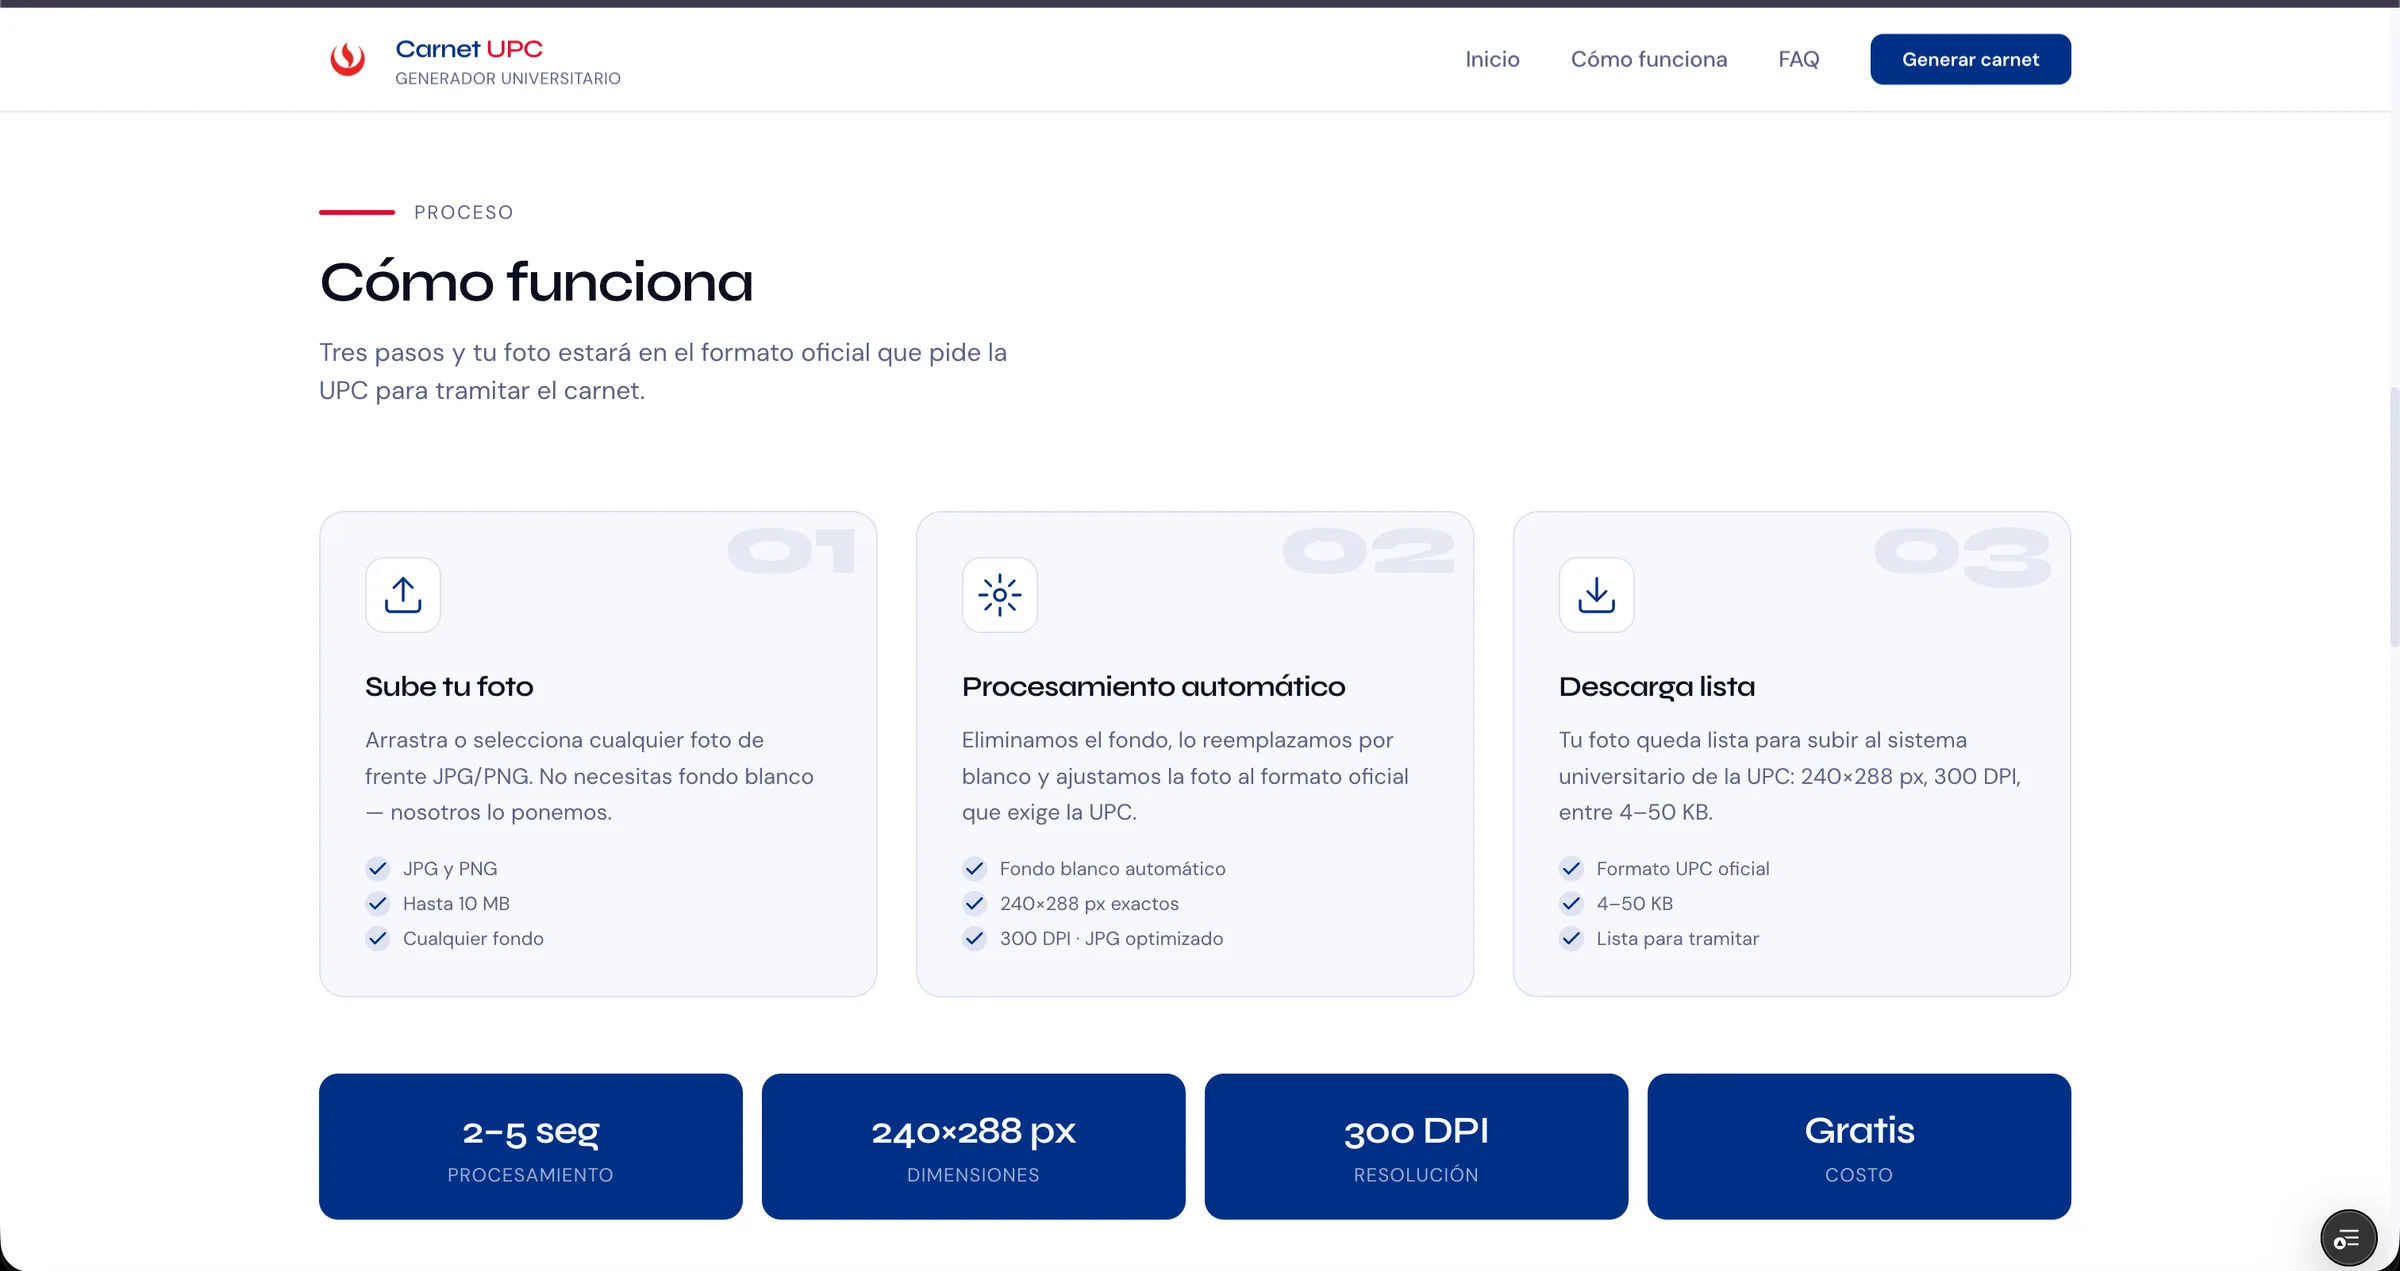 Carnet UPC
GENERADOR UNIVERSITARIO
Inicio
Cómo funciona
FAQ
Generar carnet
PROCESO
Cómo funciona
Tres pasos y tu foto estará en el formato oficial que pide la
UPC para tramitar el carnet.
01
Sube tu foto
Arrastra o selecciona cualquier foto de
frente JPG/PNG. No necesitas fondo blanco
— nosotros lo ponemos.
JPG y PNG
Hasta 10 MB
Cualquier fondo
02
Procesamiento automático
Eliminamos el fondo, lo reemplazamos por
blanco y ajustamos la foto al formato oficial
que exige la UPC.
Fondo blanco automático
240×288 px exactos
300 DPI · JPG optimizado
03
Descarga lista
Tu foto queda lista para subir al sistema
universitario de la UPC: 240×288 px, 300 DPI,
entre 4–50 KB.
Formato UPC oficial
4–50 KB
Lista para tramitar
2–5 seg
PROCESAMIENTO
240×288 px
DIMENSIONES
300 DPI
RESOLUCIÓN
Gratis
COSTO